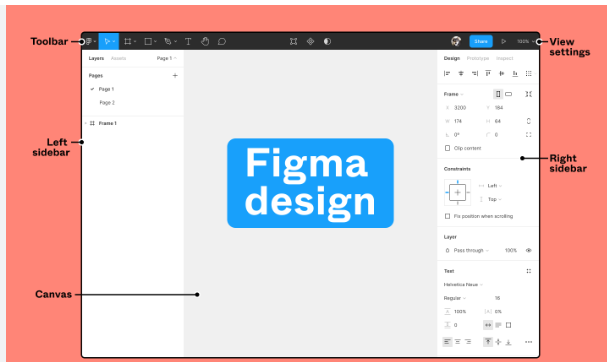 Toolbar
Share
100%
View
settings
Layers Assets Page 1
Design Prototype Inspect
Pages
Page 1
Page 2
Frame 1
Left
sidebar
Figma
design
Frame
X 3205 Y 184
W 174 H 64
0° 0
Clip content
Right
sidebar
Constraints
Left
Top
Fix position when scrolling
Layer
Pass through 100%
Text
Helvetica Neue
Regular 16
100% 0%
0
Canvas